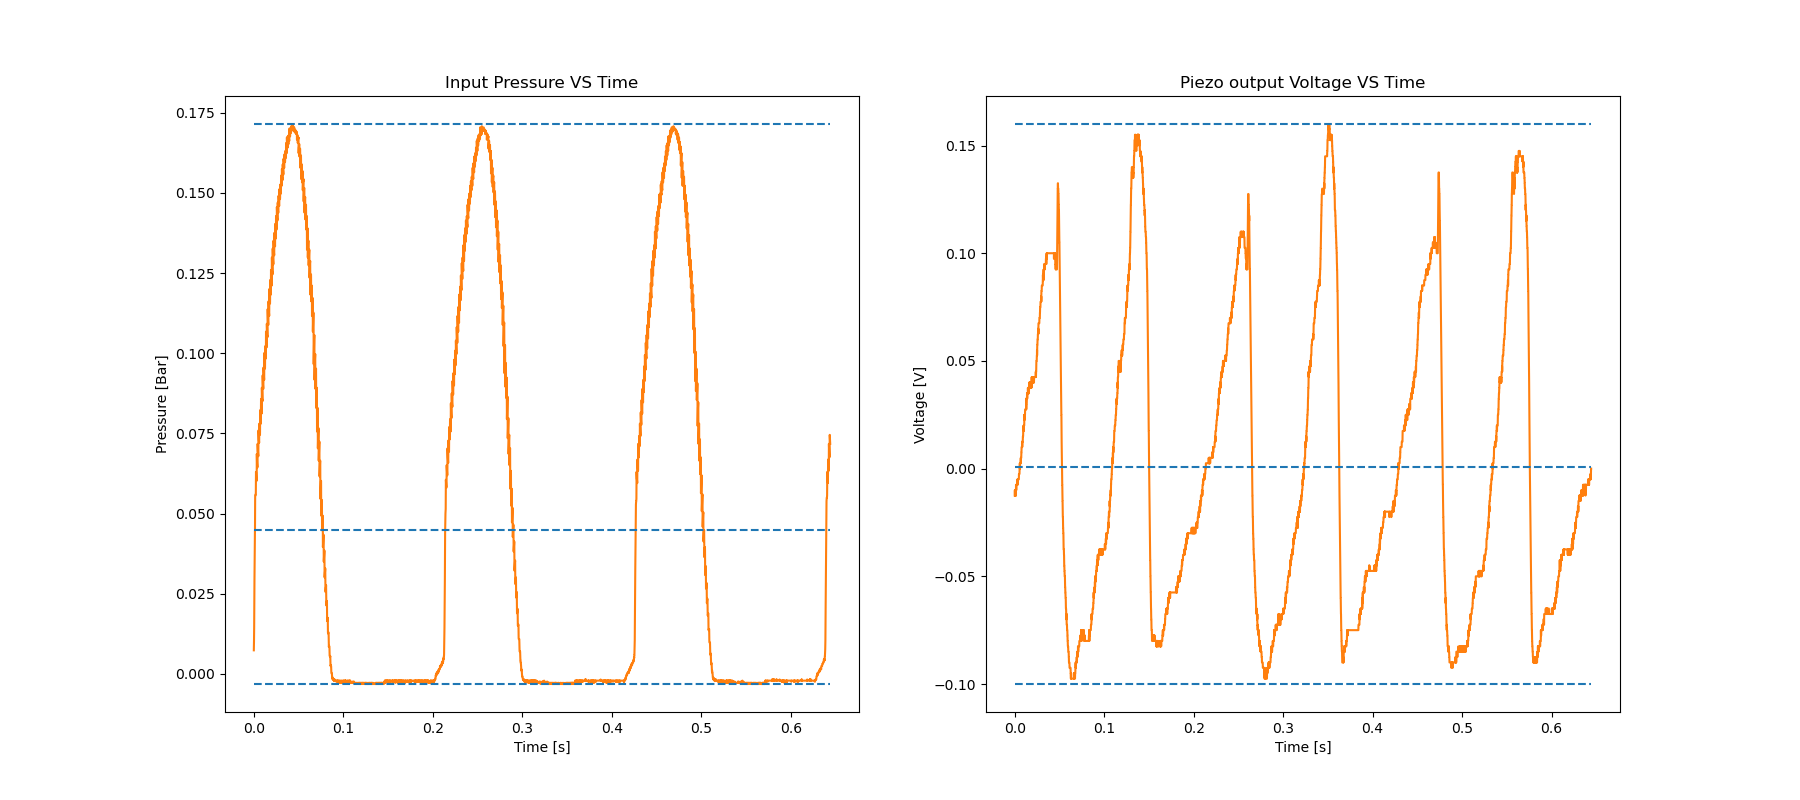 Input Pressure VS Time
0.175
0.150
0.125
0.100
0.075
0.050
0.025
0.000
Pressure [Bar]
0.0 0.1 0.2 0.3 0.4 0.5 0.6
Time [s]
Piezo output Voltage VS Time
0.15
0.10
0.05
0.00
−0.05
−0.10
Voltage [V]
0.0 0.1 0.2 0.3 0.4 0.5 0.6
Time [s]